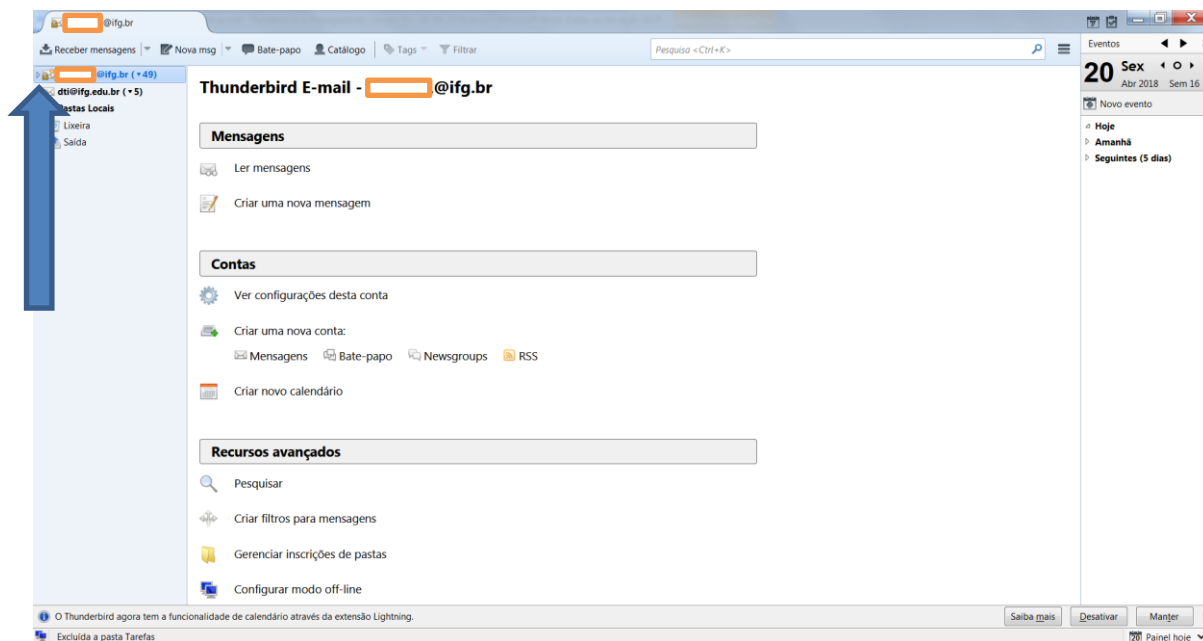 @ifg.br
Receber mensagens Nova msg Bate-papo Catálogo Tags Filtrar
Pesquisa <Ctrl+K>
@ifg.br (49)
dti@ifg.edu.br (5)
Pastas Locais
Lixeira
Saída
Thunderbird E-mail - @ifg.br
Mensagens
Ler mensagens
Criar uma nova mensagem
Contas
Ver configurações desta conta
Criar uma nova conta:
Mensagens Bate-papo Newsgroups RSS
Criar novo calendário
Recursos avançados
Pesquisar
Criar filtros para mensagens
Gerenciar inscrições de pastas
Configurar modo off-line
Eventos
20 Sex
Abr 2018 Sem 16
Novo evento
Hoje
Amanhã
Seguintes (5 dias)
O Thunderbird agora tem a funcionalidade de calendário através da extensão Lightning.
Saiba mais Desativar Manter
Excluída a pasta Tarefas
20 Painel hoje